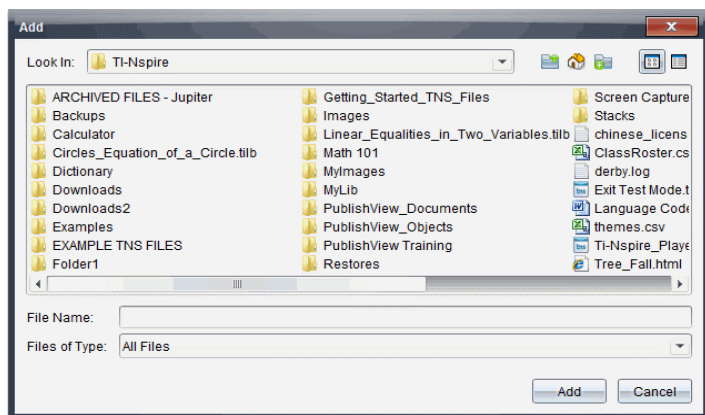 Add
Look In: TI-Nspire
ARCHIVED FILES - Jupiter
Backups
Calculator
Circles_Equation_of_a_Circle.tilb
Dictionary
Downloads
Downloads2
Examples
EXAMPLE TNS FILES
Folder1
Getting_Started_TNS_Files
Images
Linear_Equalities_in_Two_Variables.tilb
Math 101
MyImages
MyLib
PublishView_Documents
PublishView_Objects
PublishView Training
Restores
Screen Capture
Stacks
chinese_licens
ClassRoster.cs
derby.log
Exit Test Mode.t
Language Code
themes.csv
TI-Nspire_Playe
Tree_Fall.html
File Name:
Files of Type: All Files
Add Cancel